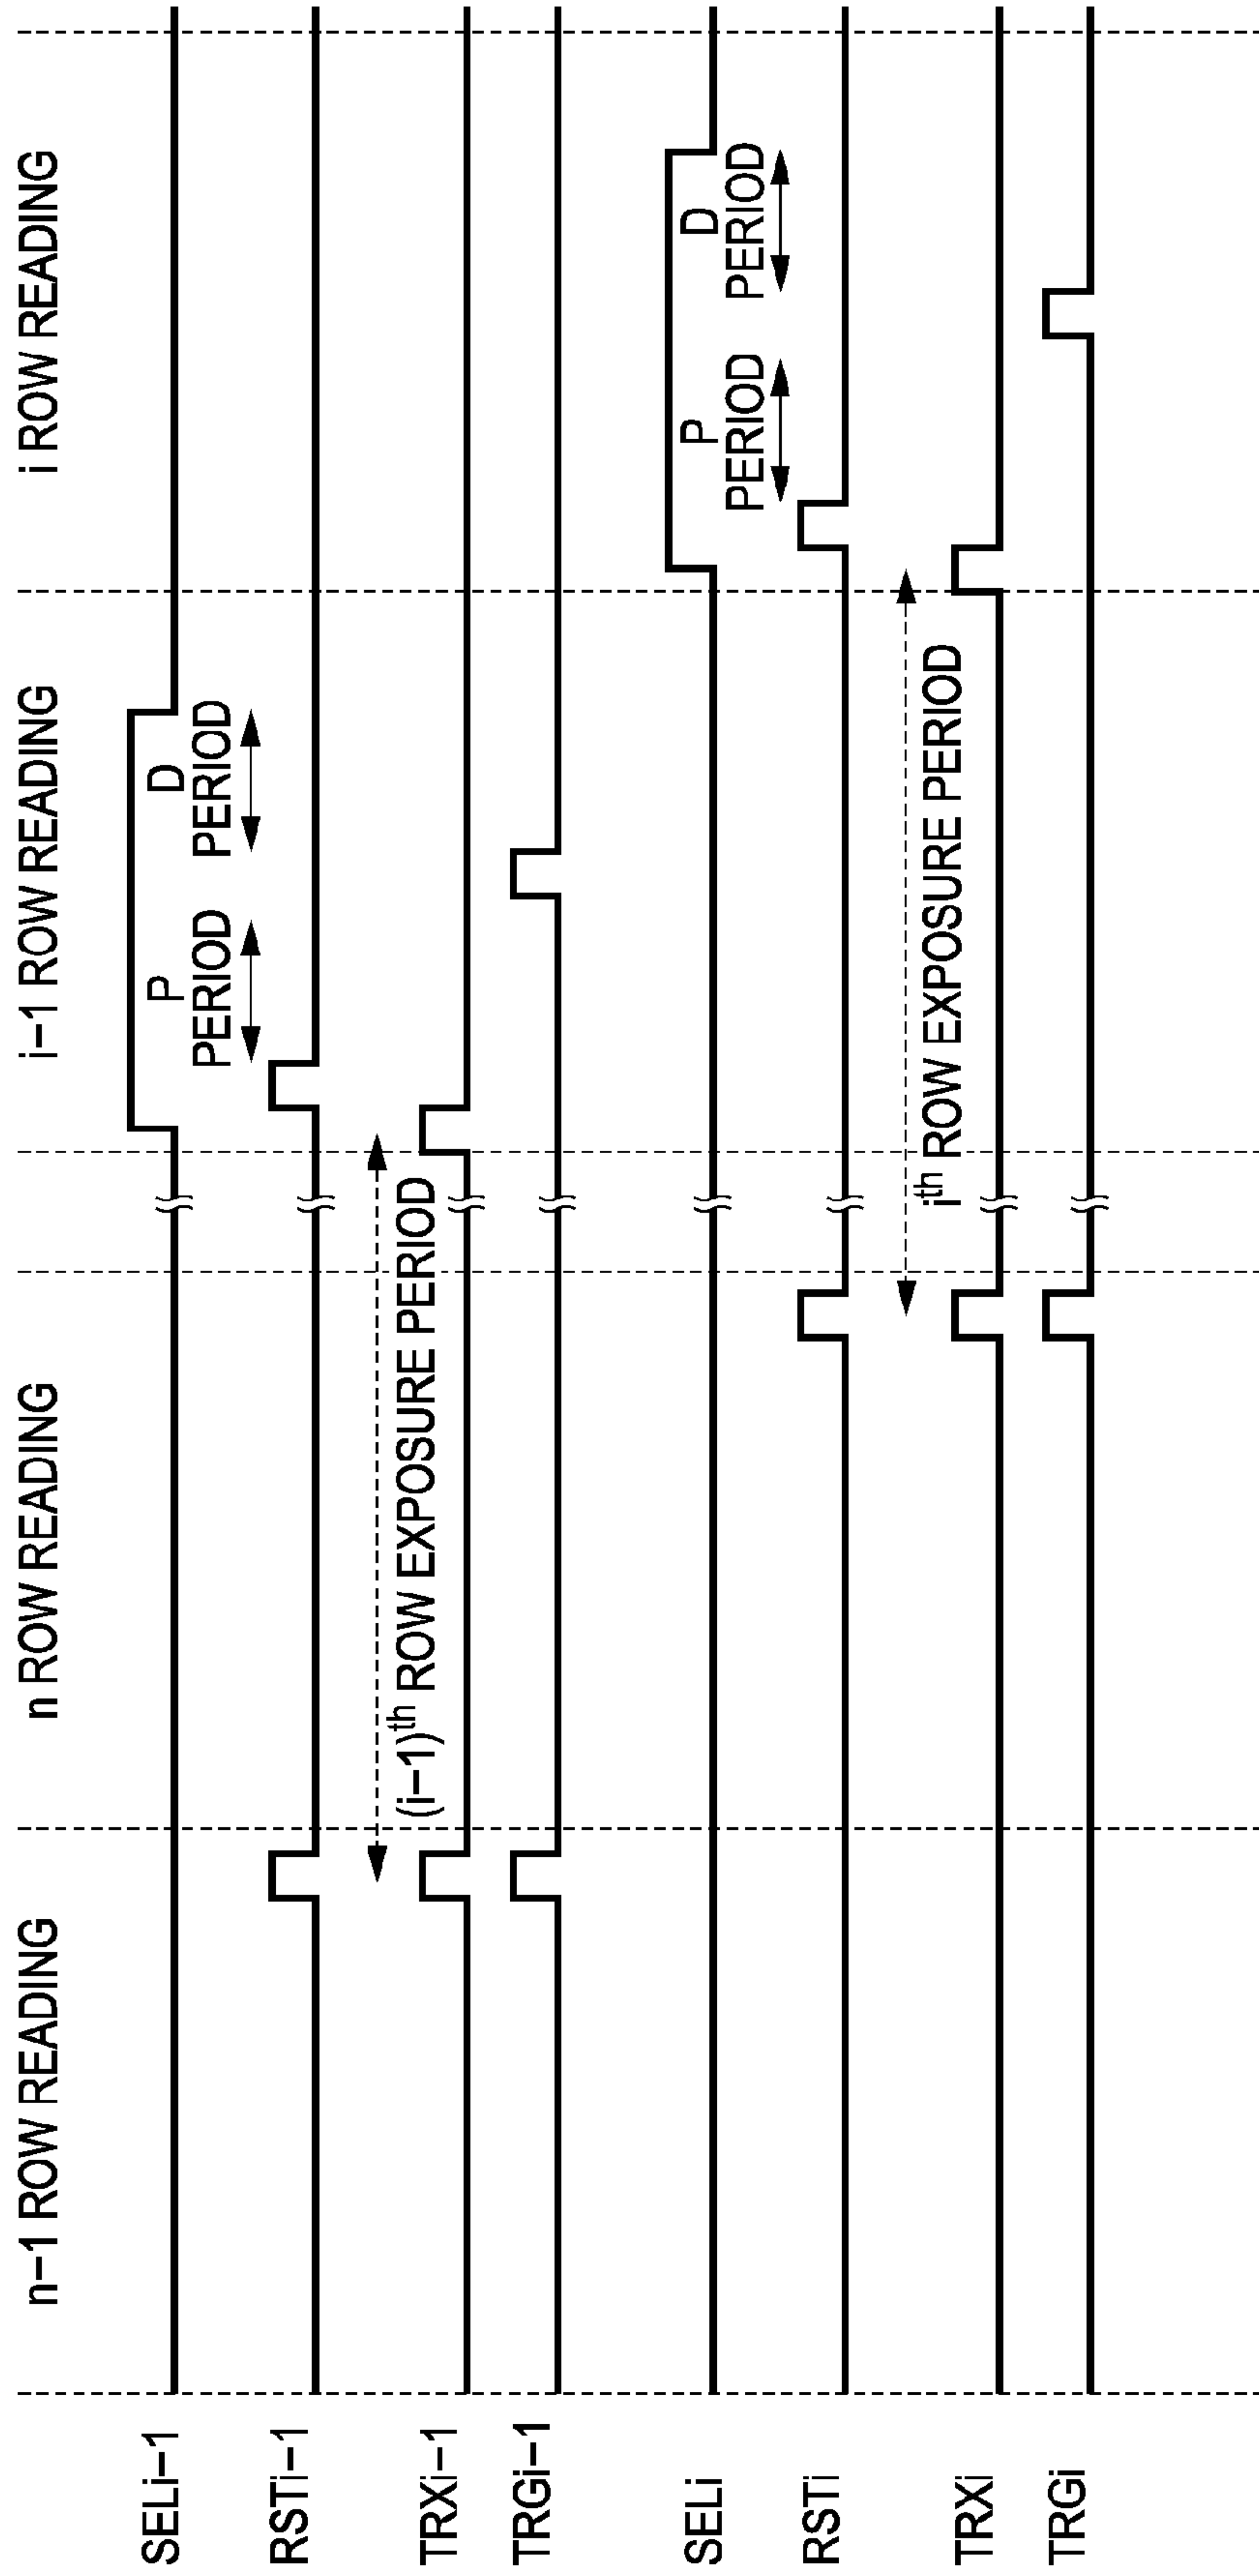 n−1 ROW READING
n ROW READING
i−1 ROW READING
i ROW READING
SELi−1
P PERIOD
D PERIOD
RSTi−1
(i−1)th ROW EXPOSURE PERIOD
TRXi−1
TRGi−1
SELi
P PERIOD
D PERIOD
RSTi
ith ROW EXPOSURE PERIOD
TRXi
TRGi